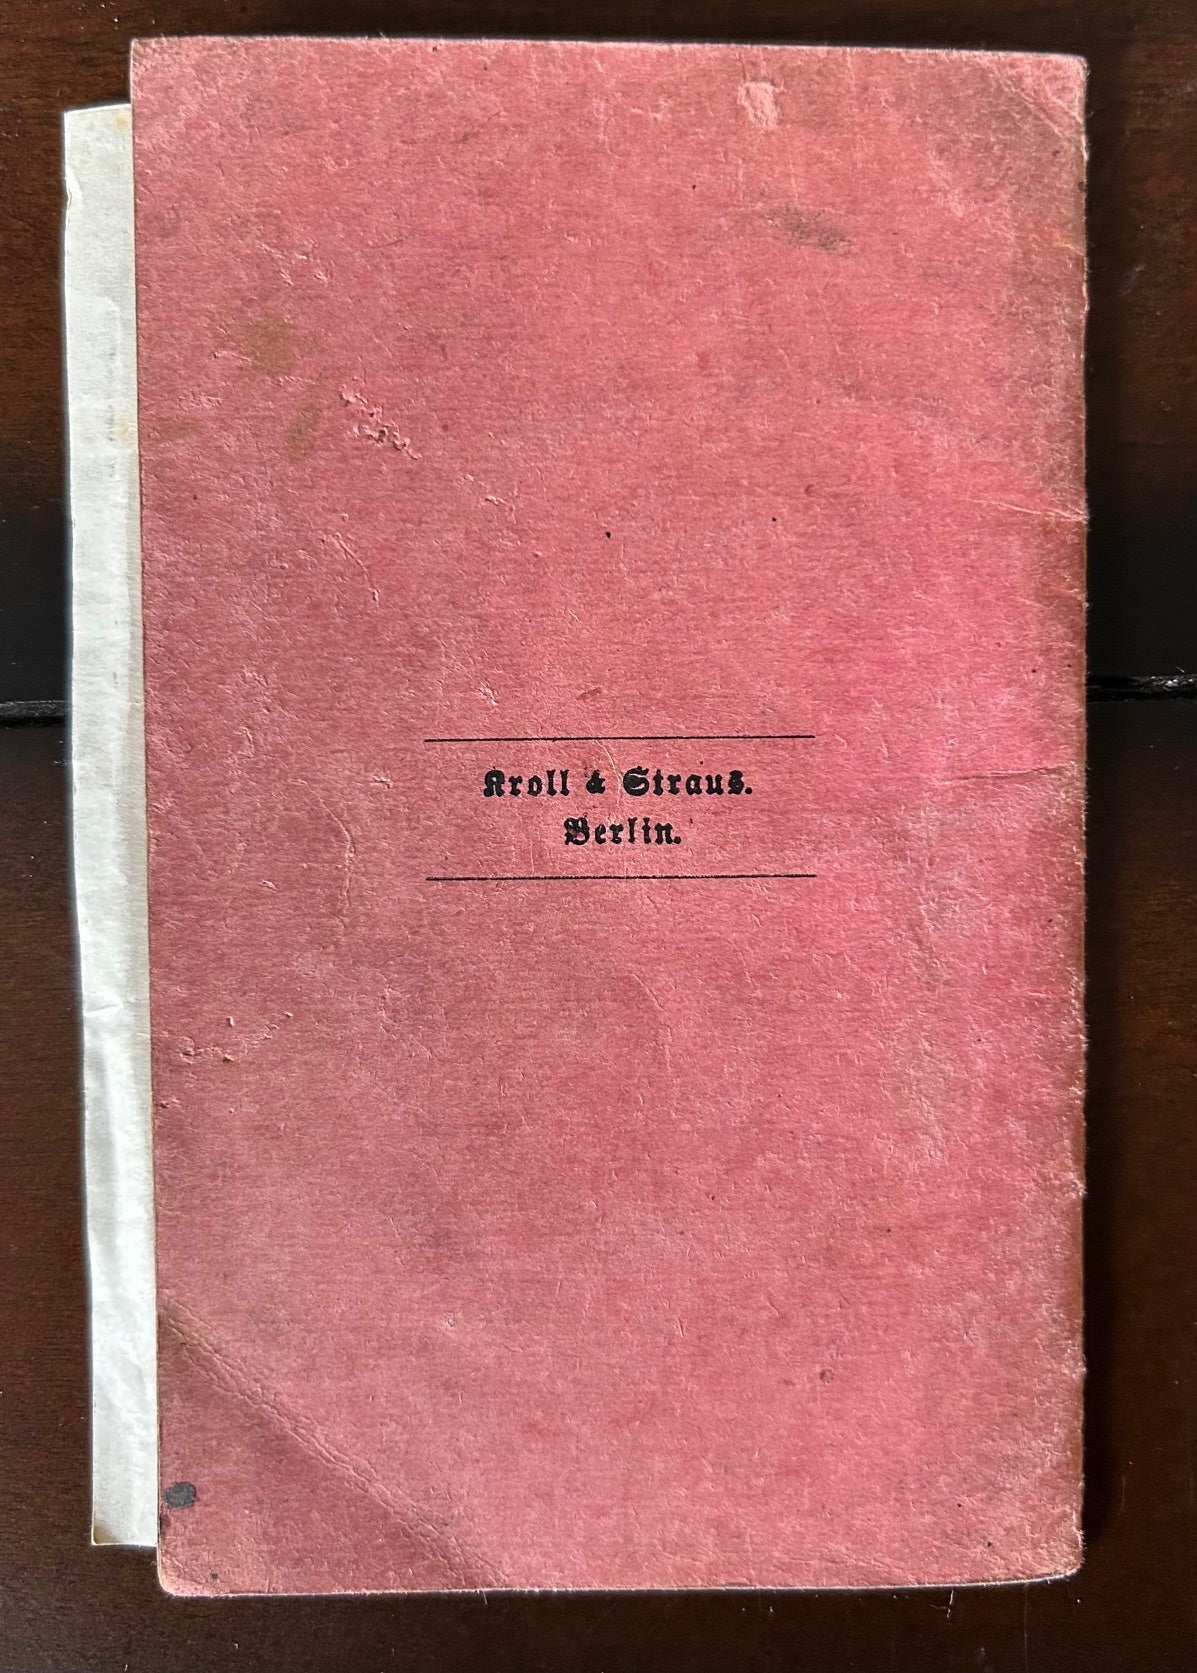 Kroll & Straus.
Berlin.